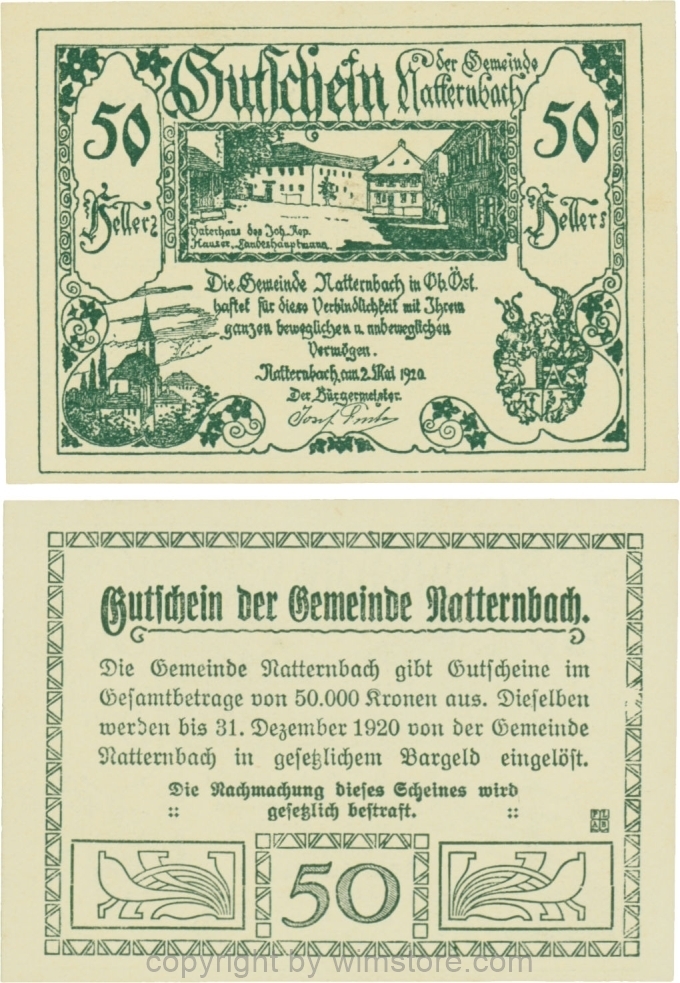 Gutschein der Gemeinde
Natternbach
50
Heller
50
Heller
Vaterhaus des Joh. Nep.
Hauser, Landeshauptmann
Die Gemeinde Natternbach in Ob. Öst.
haftet für diese Verbindlichkeit mit Ihrem
ganzen beweglichen u. unbeweglichen
Vermögen.
Natternbach, am 2. Mai 1920
Der Bürgermeister.
Josef
Gutschein der Gemeinde Natternbach.
Die Gemeinde Natternbach gibt Gutscheine im
Gesamtbetrage von 50.000 Kronen aus. Dieselben
werden bis 31. Dezember 1920 von der Gemeinde
Natternbach in gesetzlichem Bargeld eingelöst.
Die Nachmachung dieses Scheines wird
:: gesetzlich bestraft. ::
50
copyright by wimstore.com